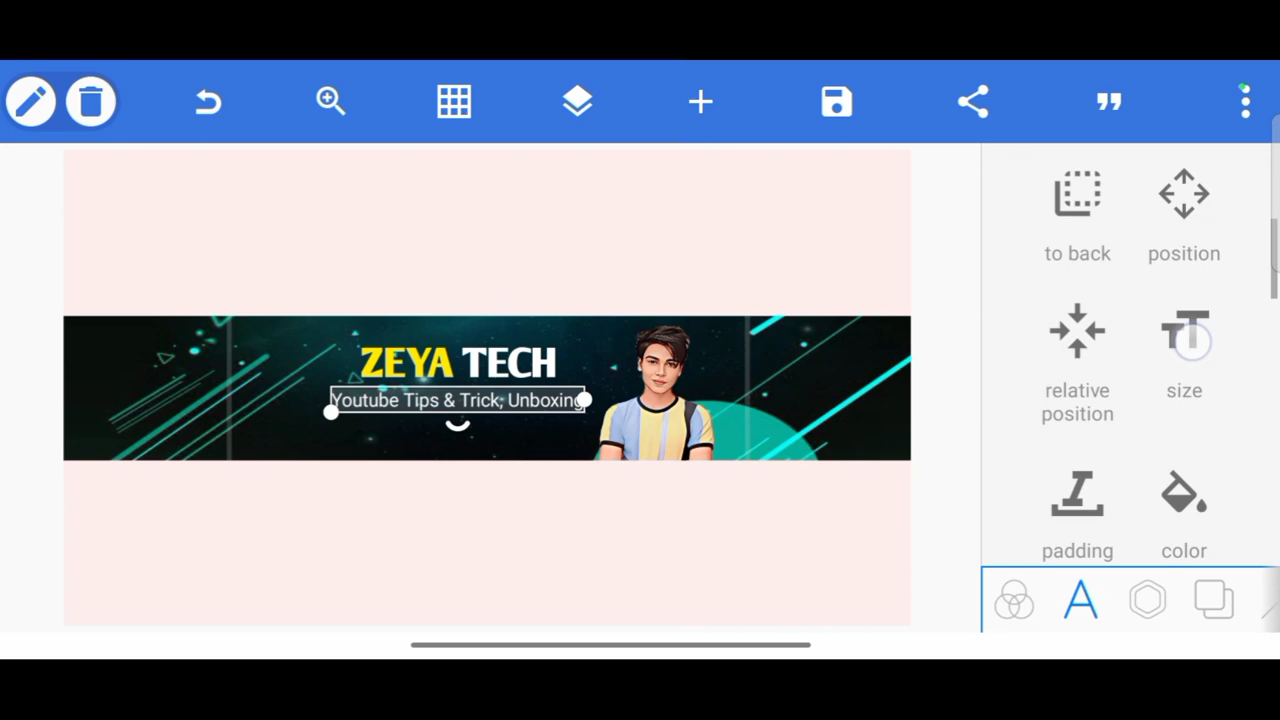 to back
position
ZEYA TECH
Youtube Tips & Trick, Unboxing
relative position
size
padding
color